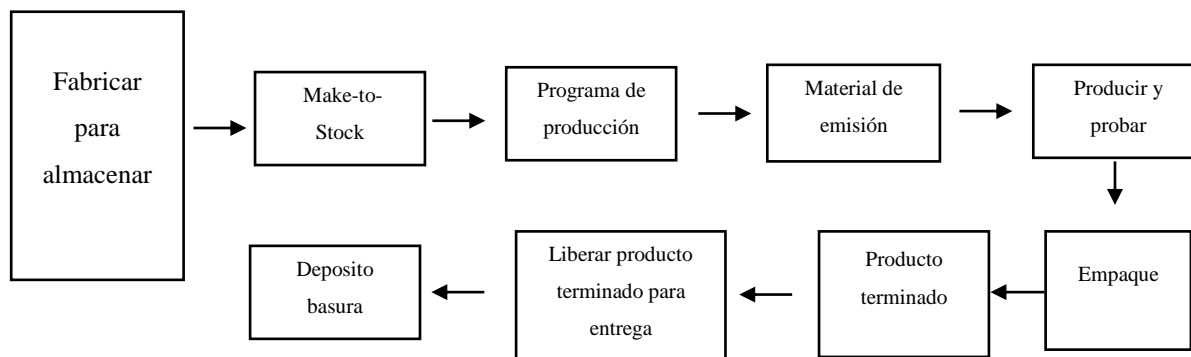 Fabricar
para
almacenar
Make-to-
Stock
Programa de
producción
Material de
emisión
Producir y
probar
Empaque
Producto
terminado
Liberar producto
terminado para
entrega
Deposito
basura